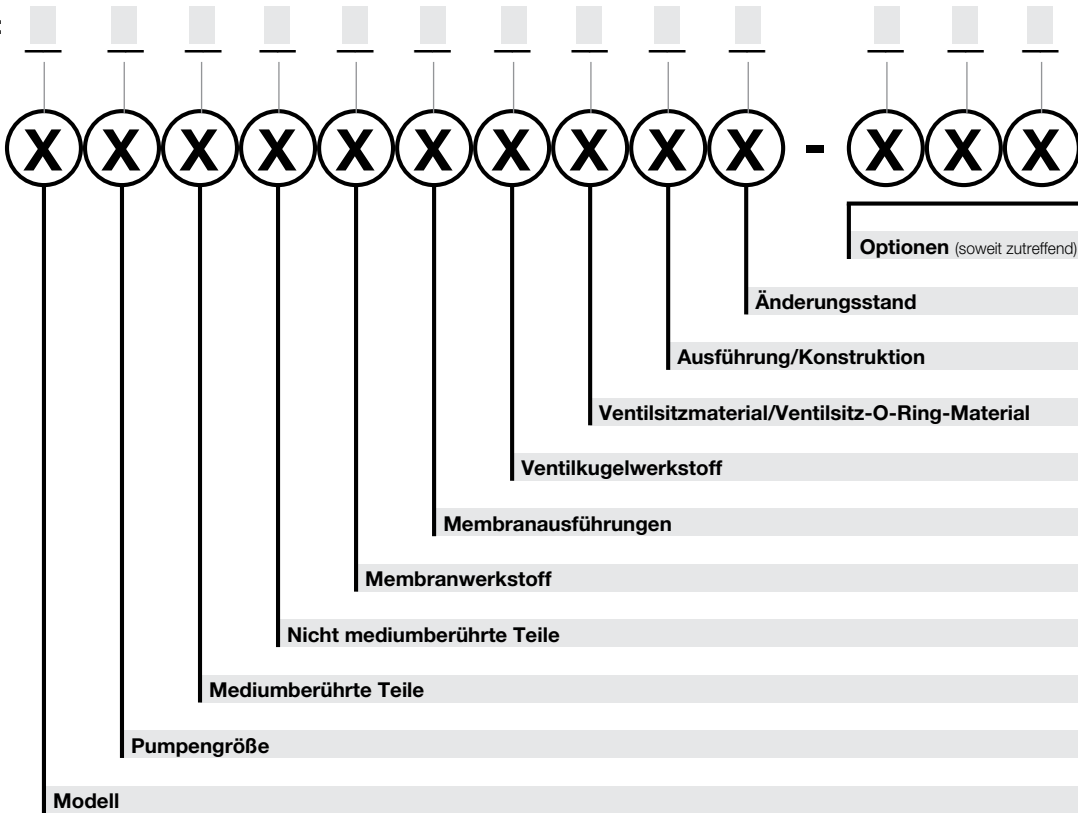 :
X X X X X X X X X X - X X X
Optionen (soweit zutreffend)
Änderungsstand
Ausführung/Konstruktion
Ventilsitzmaterial/Ventilsitz-O-Ring-Material
Ventilkugelwerkstoff
Membranausführungen
Membranwerkstoff
Nicht mediumberührte Teile
Mediumberührte Teile
Pumpengröße
Modell